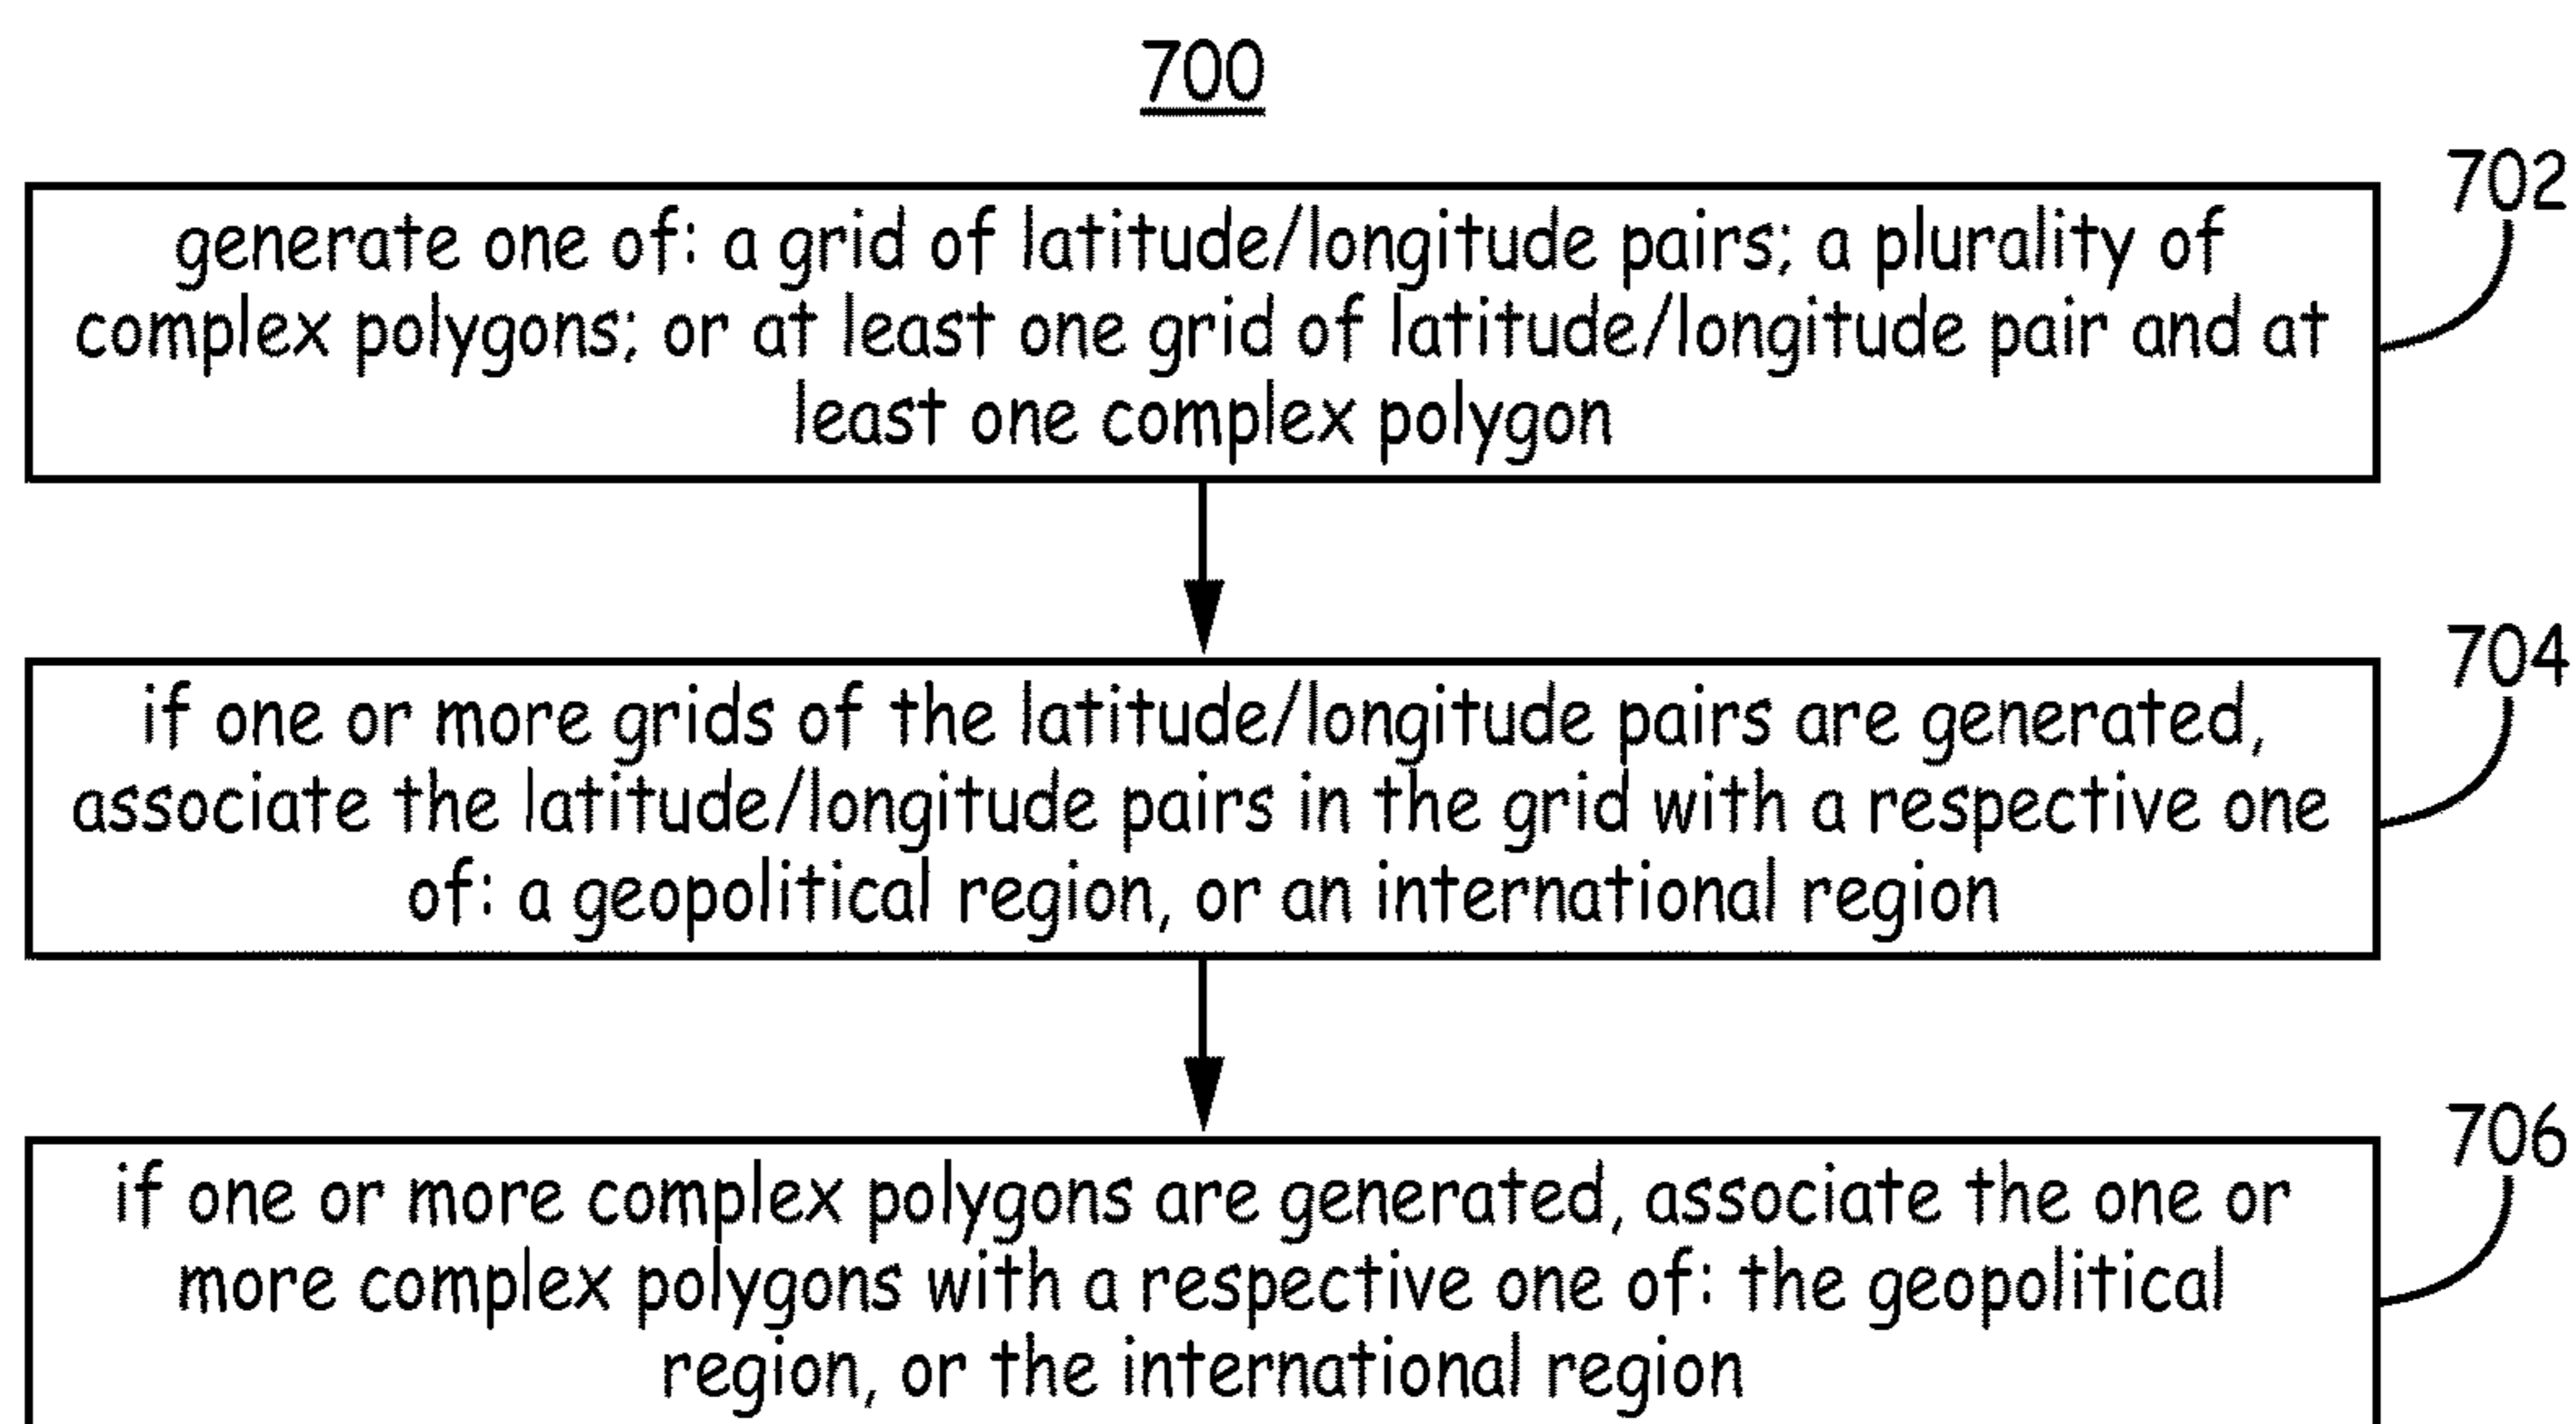 700
702
generate one of: a grid of latitude/longitude pairs; a plurality of
complex polygons; or at least one grid of latitude/longitude pair and at
least one complex polygon
704
if one or more grids of the latitude/longitude pairs are generated,
associate the latitude/longitude pairs in the grid with a respective one
of: a geopolitical region, or an international region
706
if one or more complex polygons are generated, associate the one or
more complex polygons with a respective one of: the geopolitical
region, or the international region